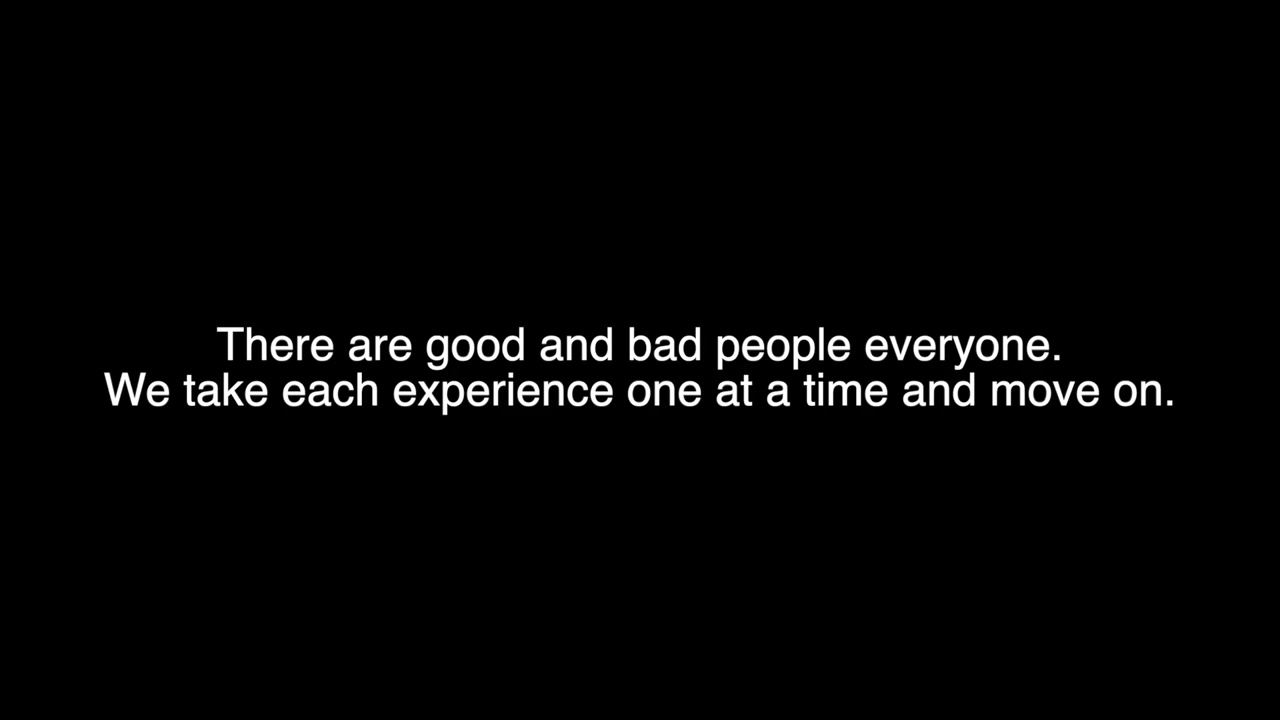 There are good and bad people everyone.
We take each experience one at a time and move on.